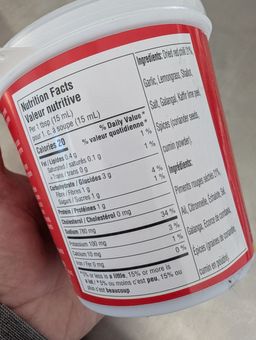 Nutrition Facts
Valeur nutritive
Per 1 tbsp (15 mL)
pour 1 c. à soupe (15 mL)
% Daily Value*
% valeur quotidienne*
Calories 20
Fat / Lipides 0.4 g 1 %
Saturated / saturés 0.1 g
+ Trans / trans 0 g 1 %
Carbohydrate / Glucides 3 g
Fibre / Fibres 1 g 4 %
Sugars / Sucres 1 g 1 %
Protein / Protéines 1 g
Cholesterol / Cholestérol 0 mg
Sodium 780 mg 34 %
Potassium 100 mg 3 %
Calcium 10 mg 1 %
Iron / Fer 0 mg 0 %
*5% or less is a little, 15% or more is
a lot / *5% ou moins c'est peu, 15% ou
plus c'est beaucoup
Ingredients: Dried red chili 21%,
Garlic, Lemongrass, Shallot,
Salt, Galangal, Kaffir lime peel,
Spices (coriander seeds,
cumin powder).
Ingrédients:
Piments rouges séchés 21%,
Ail, Citronnelle, Échalote, Sel,
Galanga, Écorce de combava,
Épices (graines de coriandre,
cumin en poudre)